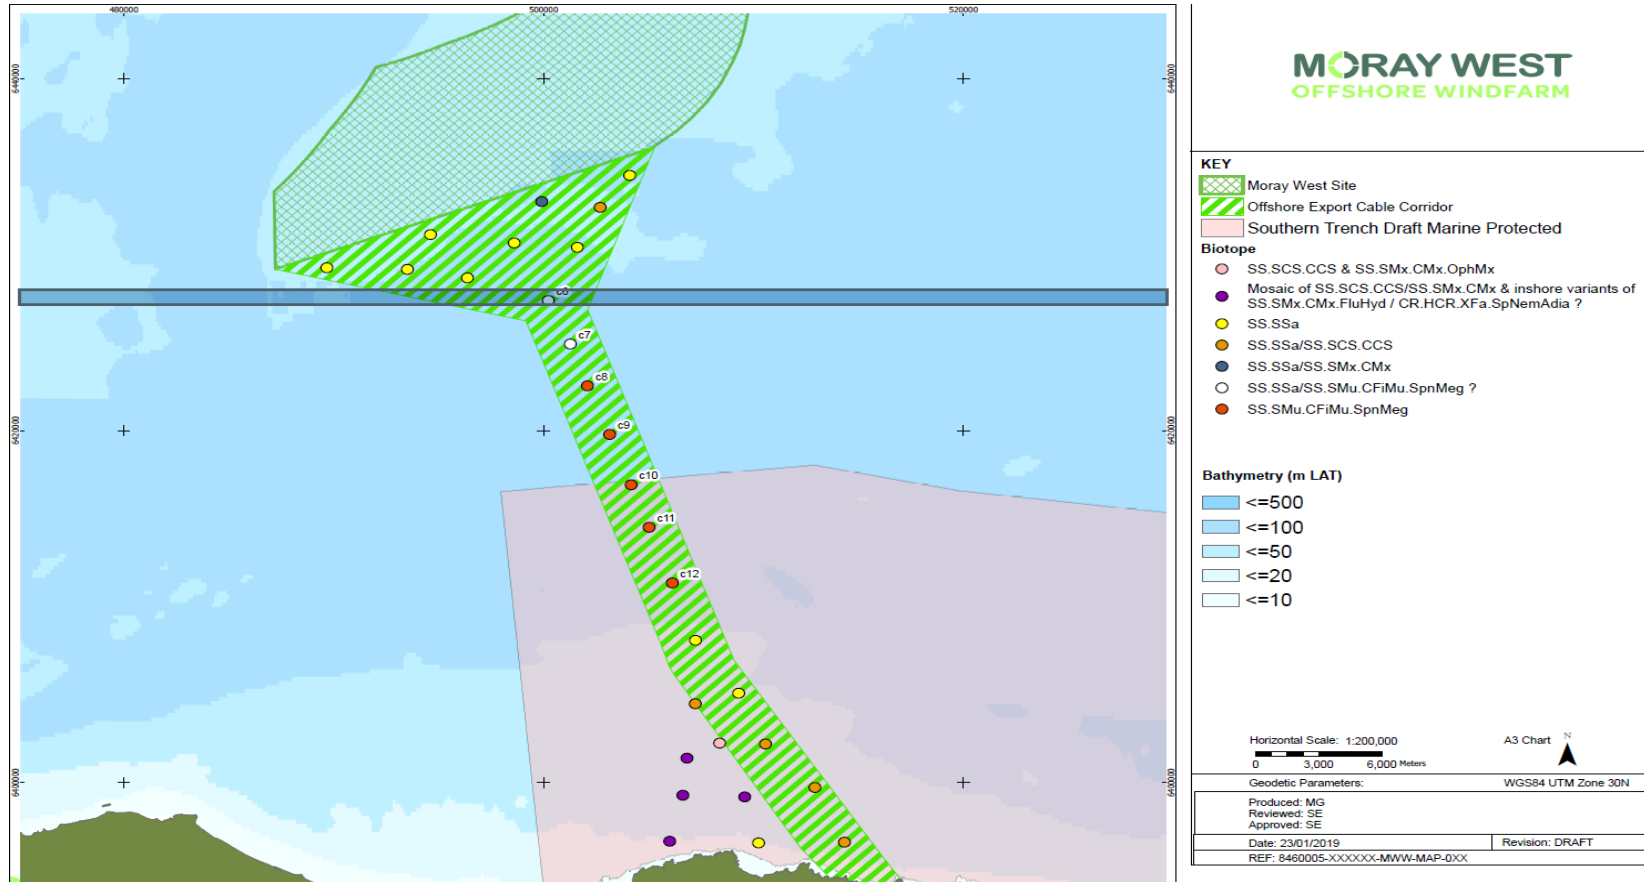 480000
500000
520000
6440000
6440000
6420000
6420000
6400000
6400000
c6
c7
c8
c9
c10
c11
c12
MORAY WEST
OFFSHORE WINDFARM
KEY
Moray West Site
Offshore Export Cable Corridor
Southern Trench Draft Marine Protected
Biotope
SS.SCS.CCS & SS.SMx.CMx.OphMx
Mosaic of SS.SCS.CCS/SS.SMx.CMx & inshore variants of
SS.SMx.CMx.FluHyd / CR.HCR.XFa.SpNemAdia ?
SS.SSa
SS.SSa/SS.SCS.CCS
SS.SSa/SS.SMx.CMx
SS.SSa/SS.SMu.CFiMu.SpnMeg ?
SS.SMu.CFiMu.SpnMeg
Bathymetry (m LAT)
<=500
<=100
<=50
<=20
<=10
Horizontal Scale: 1:200,000
A3 Chart
N
0 3,000 6,000 Meters
Geodetic Parameters: WGS84 UTM Zone 30N
Produced: MG
Reviewed: SE
Approved: SE
Date: 23/01/2019
Revision: DRAFT
REF: 8460005-XXXXXX-MWW-MAP-0XX